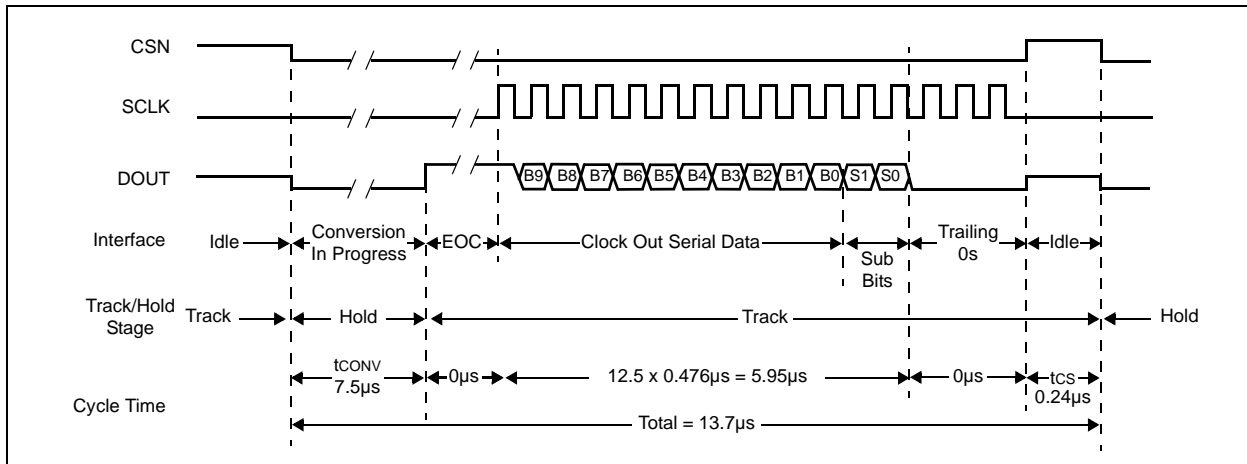 CSN
SCLK
DOUT
B9 B8 B7 B6 B5 B4 B3 B2 B1 B0 S1 S0
Interface
Idle
Conversion
In Progress
EOC
Clock Out Serial Data
Sub
Bits
Trailing
0s
Idle
Track/Hold
Stage
Track
Hold
Track
Hold
Cycle Time
tCONV
7.5µs
0µs
12.5 x 0.476µs = 5.95µs
0µs
tCS
0.24µs
Total = 13.7µs